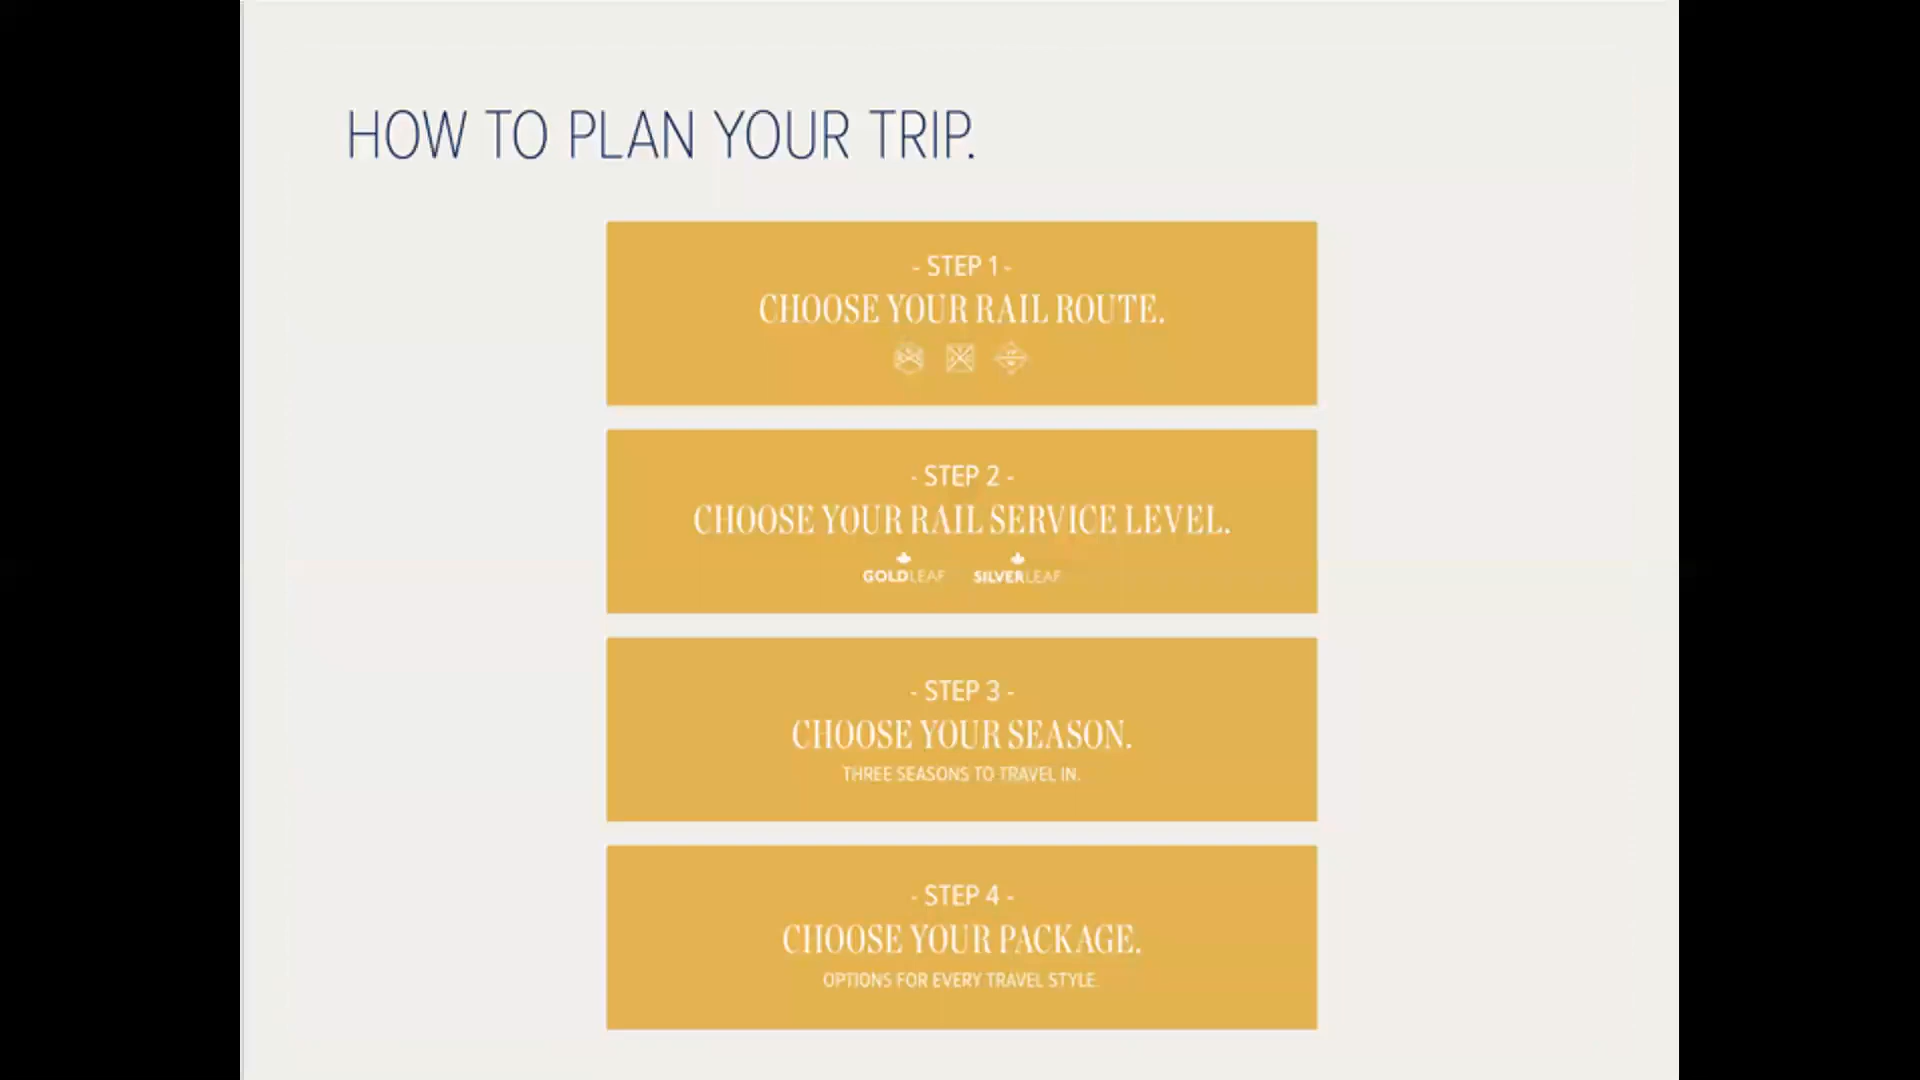 HOW TO PLAN YOUR TRIP.
- STEP 1 -
CHOOSE YOUR RAIL ROUTE.
- STEP 2 -
CHOOSE YOUR RAIL SERVICE LEVEL.
GOLDLEAF SILVERLEAF
- STEP 3 -
CHOOSE YOUR SEASON.
THREE SEASONS TO TRAVEL IN.
- STEP 4 -
CHOOSE YOUR PACKAGE.
OPTIONS FOR EVERY TRAVEL STYLE.